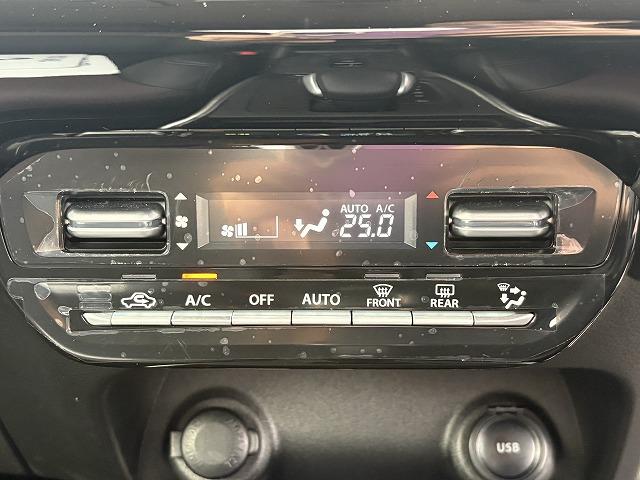 AUTO A/C
25.0
A/C OFF AUTO FRONT REAR
USB